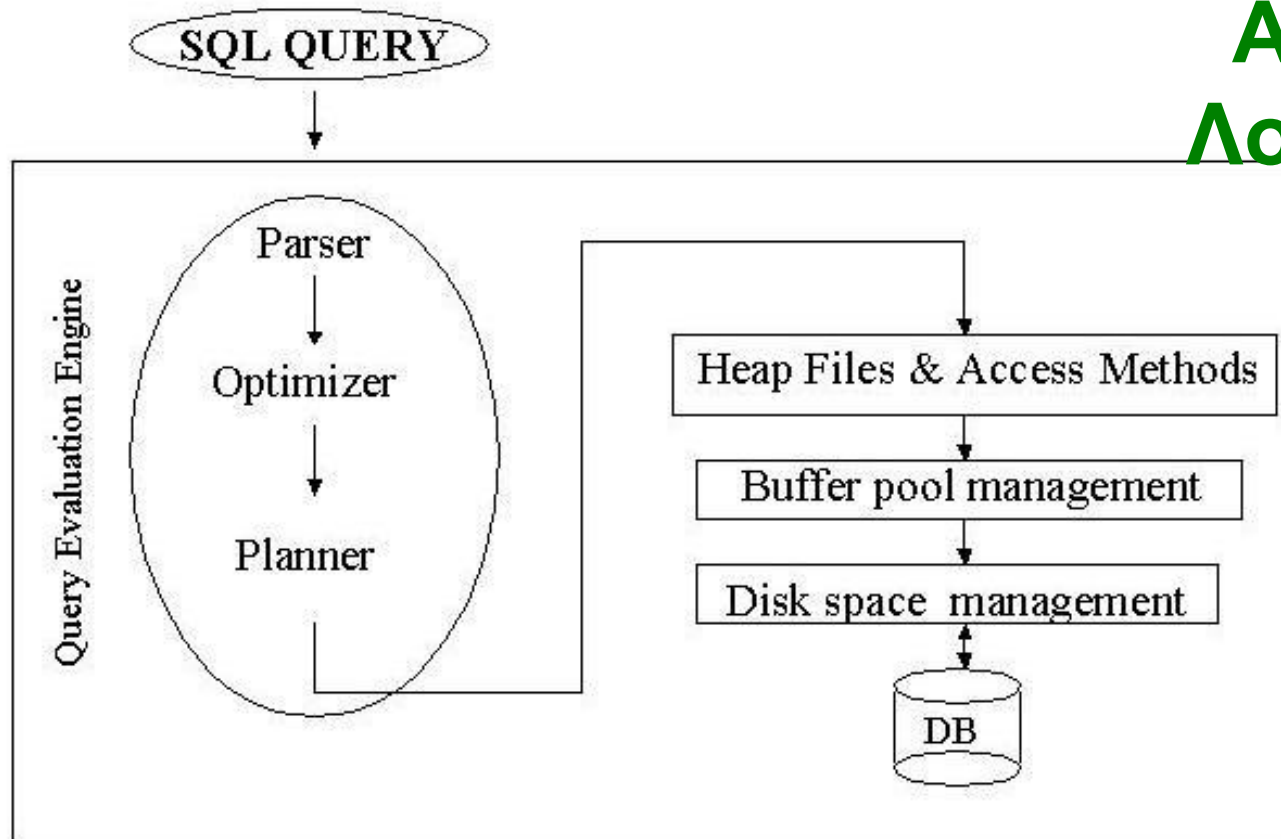 SQL QUERY
Query Evaluation Engine
Parser
Optimizer
Planner
Heap Files & Access Methods
Buffer pool management
Disk space management
DB